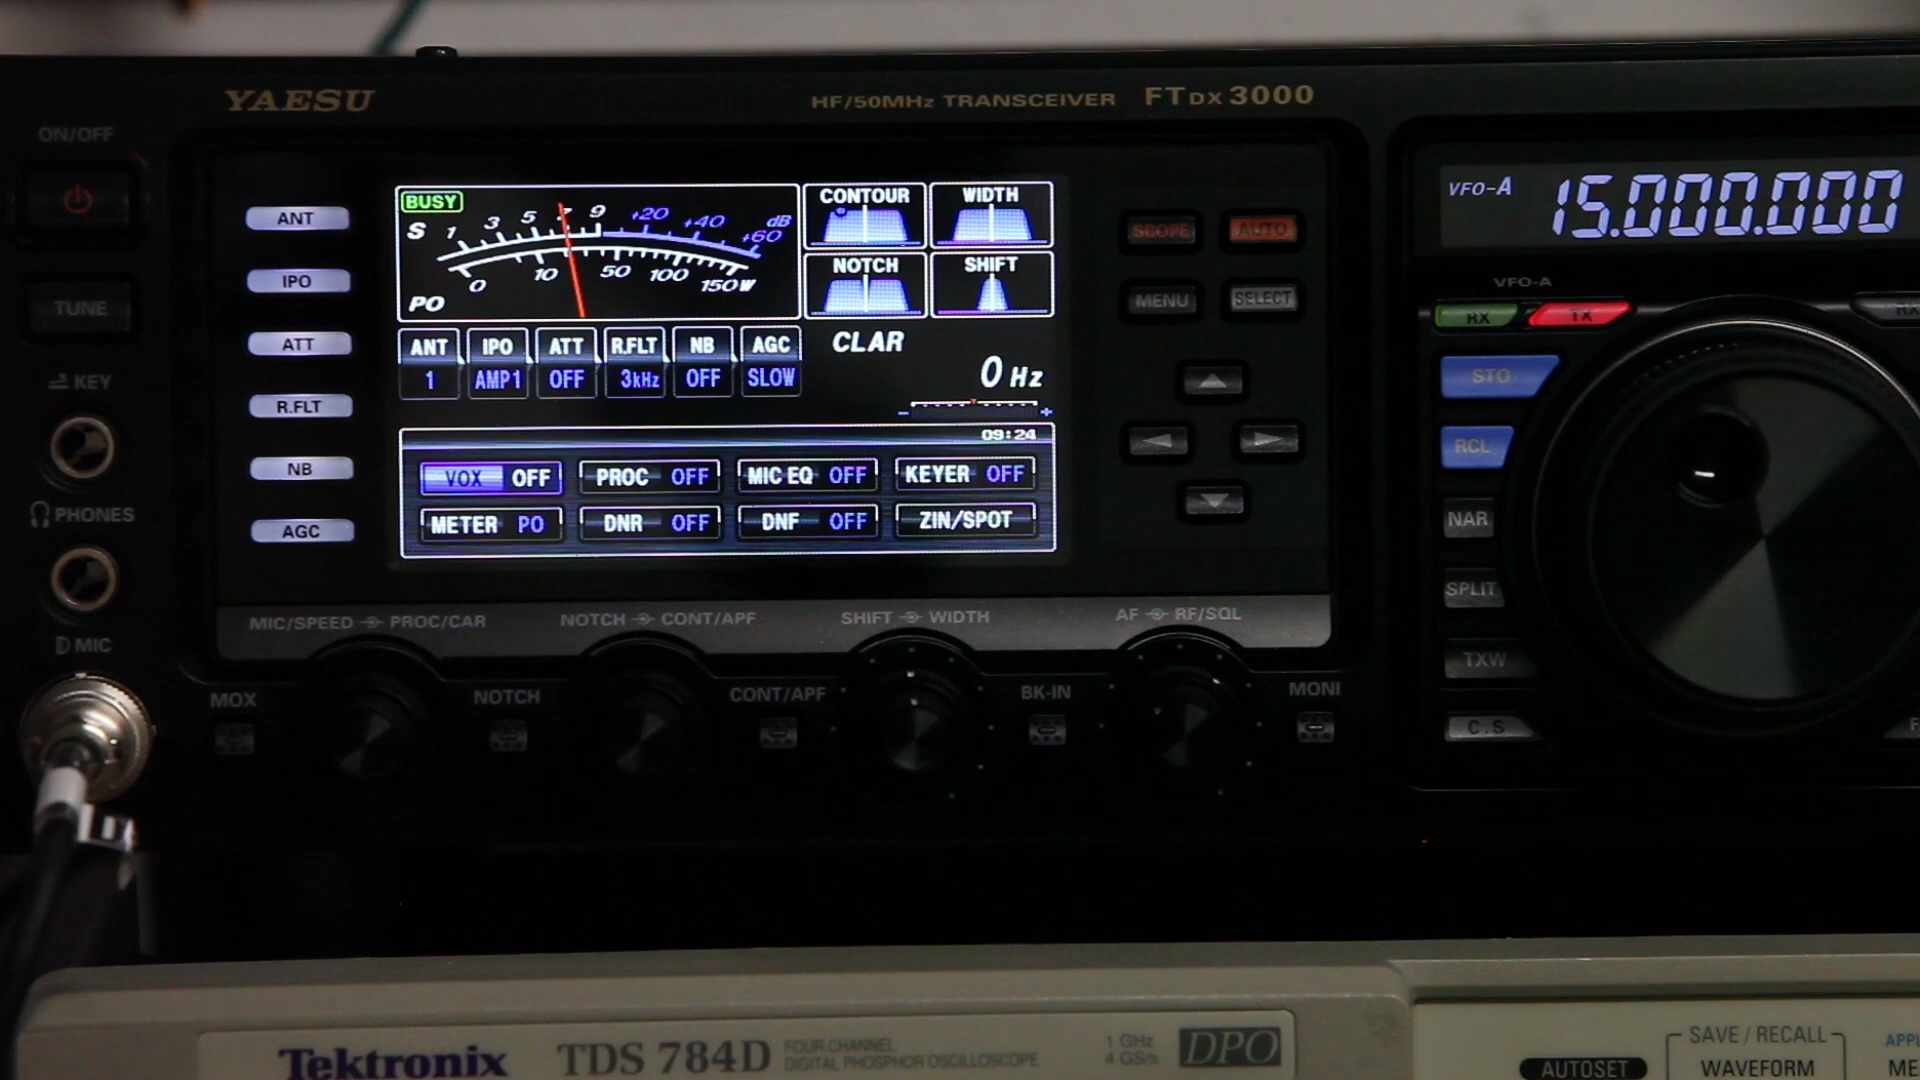 YAESU
HF/50MHz TRANSCEIVER FTDX3000
ON/OFF
TUNE
KEY
PHONES
MIC
ANT
IPO
ATT
R.FLT
NB
AGC
BUSY
S 1 3 5 7 9 +20 +40 +60 dB
PO 0 10 50 100 150W
CONTOUR WIDTH
NOTCH SHIFT
ANT IPO ATT R.FLT NB AGC
1 AMP1 OFF 3kHz OFF SLOW
CLAR
0 Hz
- +
09:24
VOX OFF PROC OFF MIC EQ OFF KEYER OFF
METER PO DNR OFF DNF OFF ZIN/SPOT
SCOPE AUTO
MENU SELECT
MIC/SPEED PROC/CAR NOTCH CONT/APF SHIFT WIDTH AF RF/SQL
MOX NOTCH CONT/APF BK-IN MONI
VFO-A 15.000.000
VFO-A
RX TX
STO
RCL
NAR
SPLIT
TXW
C.S
Tektronix TDS 784D FOUR CHANNEL
DIGITAL PHOSPHOR OSCILLOSCOPE
1 GHz
4 GS/s
DPO
AUTOSET
SAVE / RECALL
WAVEFORM